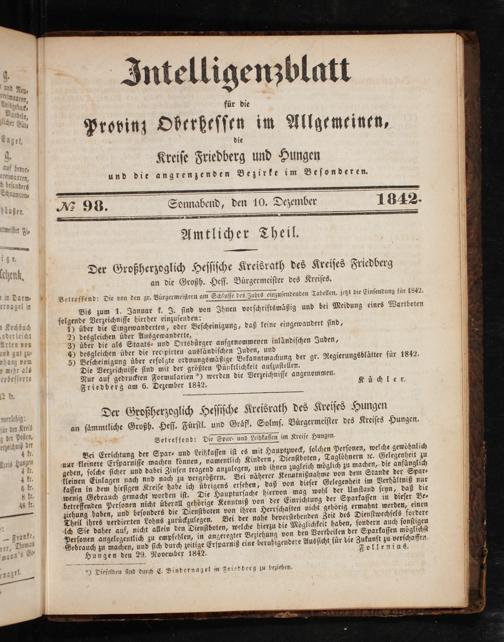 Intelligenzblatt
für die
Provinz Oberhessen im Allgemeinen,
die
Kreise Friedberg und Hungen
und die angrenzenden Bezirke im Besonderen.
№ 98. Sonnabend, den 10. Dezember 1842.
Amtlicher Theil.
Der Großherzoglich Hessische Kreisrath des Kreises Friedberg
an die Großh. Hess. Bürgermeister des Kreises.
Betreffend: Die von den gr. Bürgermeistern am Schlusse des Jahrs einzusendenden Tabellen, jetzt die Einsendung für 1842.
Bis zum 1. Januar k. J. sind von Ihnen vorschriftsmäßig und bei Meidung eines Wartboten
folgende Verzeichnisse hierher einzusenden:
1) über die Eingewanderten, oder Bescheinigung, daß keine eingewandert sind,
2) desgleichen über Ausgewanderte,
3) über die als Staats- und Ortsbürger aufgenommenen inländischen Juden,
4) desgleichen über die recipirten ausländischen Juden, und
5) Bescheinigung über erfolgte ordnungsmäßige Bekanntmachung der gr. Regierungsblätter für 1842.
Die Verzeichnisse sind mit der größten Pünktlichkeit aufzustellen.
Nur auf gedruckten Formularien*) werden die Verzeichnisse angenommen.
Friedberg am 6. Dezember 1842. Küchler.
Der Großherzoglich Hessische Kreisrath des Kreises Hungen
an sämmtliche Großh. Hess. Fürstl. und Gräfl. Solms. Bürgermeister des Kreises Hungen.
Betreffend: Die Spar- und Leihkassen im Kreise Hungen.
Bei Errichtung der Spar- und Leihkassen ist es mit Hauptzweck, solchen Personen, welche gewöhnlich
nur kleinere Ersparnisse machen können, namentlich Kindern, Dienstboten, Taglöhnern ꝛc. Gelegenheit zu
geben, solche sicher und dabei Zinsen tragend anzulegen, und ihnen zugleich möglich zu machen, die anfänglich
kleinen Einlagen nach und nach zu vergrößern. Bei näherer Kenntnißnahme von dem Stande der Spar-
kassen in dem hiesigen Kreise habe ich übrigens ersehen, daß von dieser Gelegenheit im Verhältniß nur
wenig Gebrauch gemacht worden ist. Die Hauptursache hiervon mag wohl der Umstand seyn, daß die
betreffenden Personen nicht überall gehörige Kenntniß von der Einrichtung der Sparkassen in dieser Be-
ziehung haben, und besonders die Dienstboten von ihren Herrschaften nicht gehörig ermahnt werden, einen
Theil ihres verdienten Lohns zurückzulegen. Bei der nahe bevorstehenden Zeit des Dienstwechsels fordere
ich Sie daher auf, nicht allein den Dienstboten, welche hierzu die Möglichkeit haben, sondern auch sonstigen
Personen angelegentlich zu empfehlen, in angeregter Beziehung von den Vortheilen der Sparkassen möglichst
Gebrauch zu machen, und sich durch zeitige Ersparniß eine beruhigendere Aussicht für die Zukunft zu verschaffen.
Hungen den 29. November 1842. Follenius.
*) Dieselben sind durch C. Bindernagel in Friedberg zu beziehen.